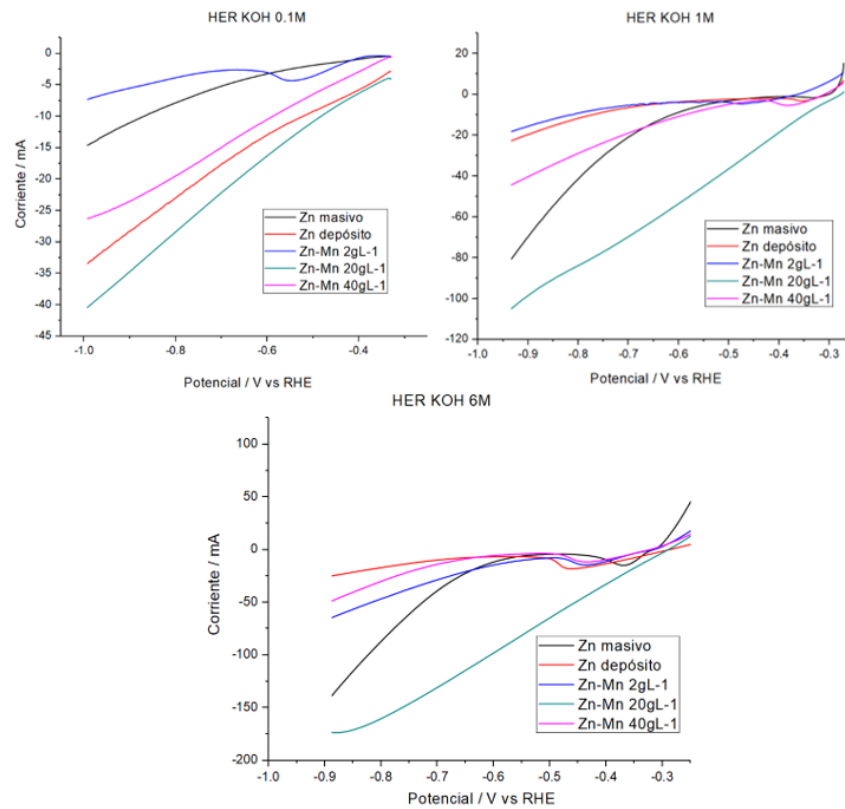 HER KOH 0.1M
Corriente / mA
0
-5
-10
-15
-20
-25
-30
-35
-40
-45
-1.0
-0.8
-0.6
-0.4
Zn masivo
Zn depósito
Zn-Mn 2gL-1
Zn-Mn 20gL-1
Zn-Mn 40gL-1
Potencial / V vs RHE
HER KOH 1M
20
0
-20
-40
-60
-80
-100
-120
-1.0
-0.9
-0.8
-0.7
-0.6
-0.5
-0.4
-0.3
Zn masivo
Zn depósito
Zn-Mn 2gL-1
Zn-Mn 20gL-1
Zn-Mn 40gL-1
Potencial / V vs RHE
HER KOH 6M
Corriente / mA
100
50
0
-50
-100
-150
-200
-1.0
-0.9
-0.8
-0.7
-0.6
-0.5
-0.4
-0.3
Zn masivo
Zn depósito
Zn-Mn 2gL-1
Zn-Mn 20gL-1
Zn-Mn 40gL-1
Potencial / V vs RHE